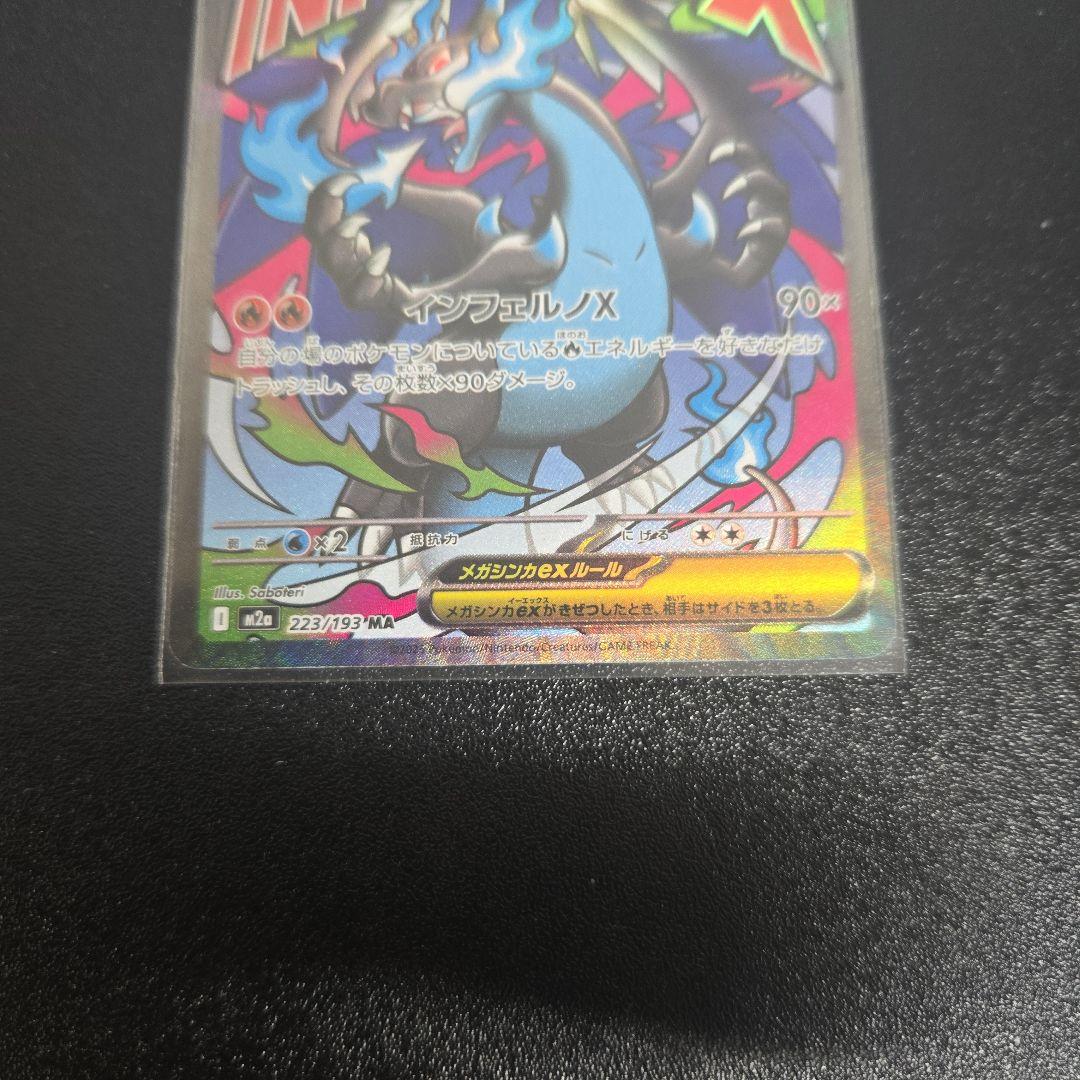 インフェルノX 90×
自分の場のポケモンについているエネルギーを好きなだけ
トラッシュし、その枚数×90ダメージ。
弱点 ×2 抵抗力 にげる
メガシンカexルール
メガシンカexがきぜつしたとき、相手はサイドを3枚とる。
Illus. Saboteri
I m2a 223/193 MA
©2025 Pokémon/Nintendo/Creatures/GAME FREAK